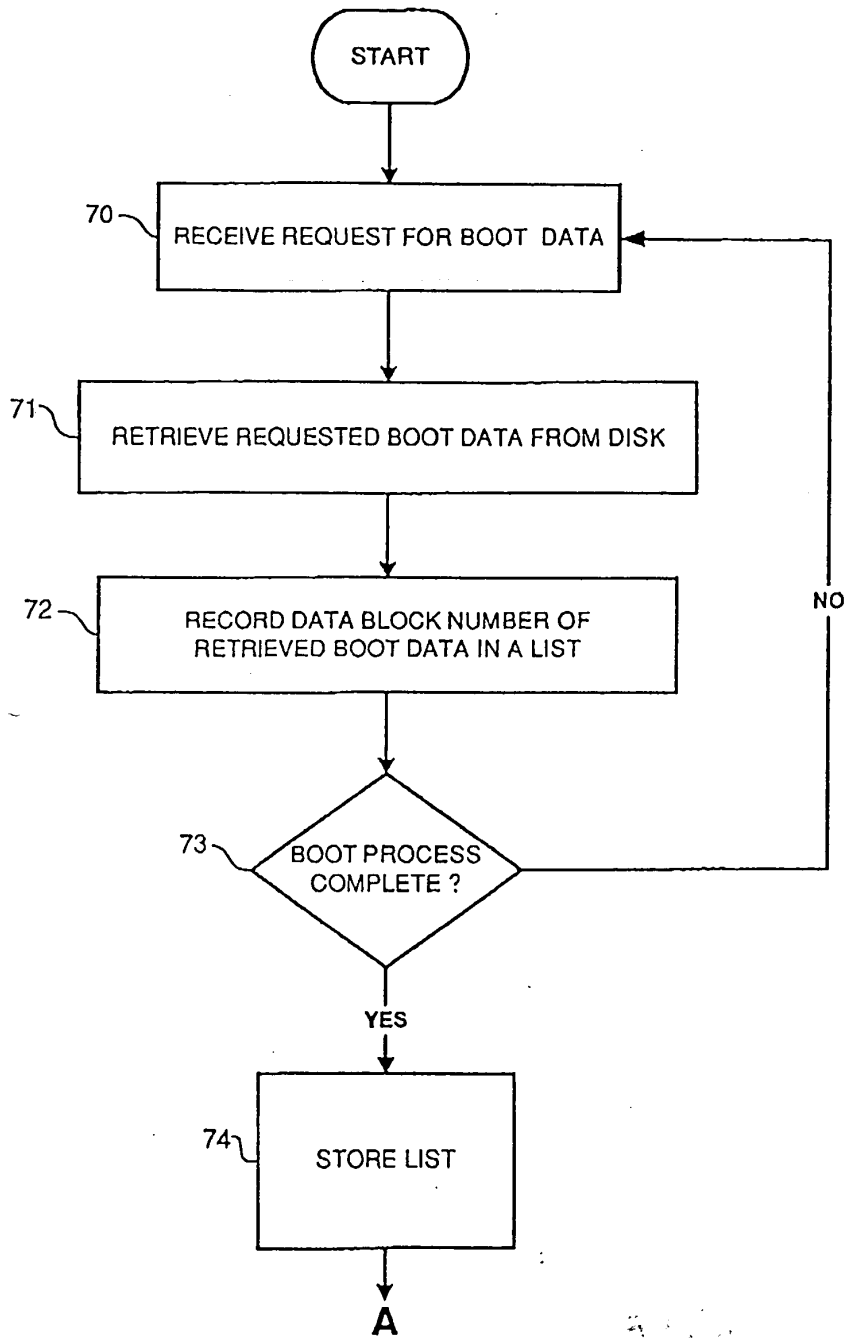 START
70
RECEIVE REQUEST FOR BOOT DATA
71
RETRIEVE REQUESTED BOOT DATA FROM DISK
72
RECORD DATA BLOCK NUMBER OF
RETRIEVED BOOT DATA IN A LIST
NO
73
BOOT PROCESS
COMPLETE ?
YES
74
STORE LIST
A